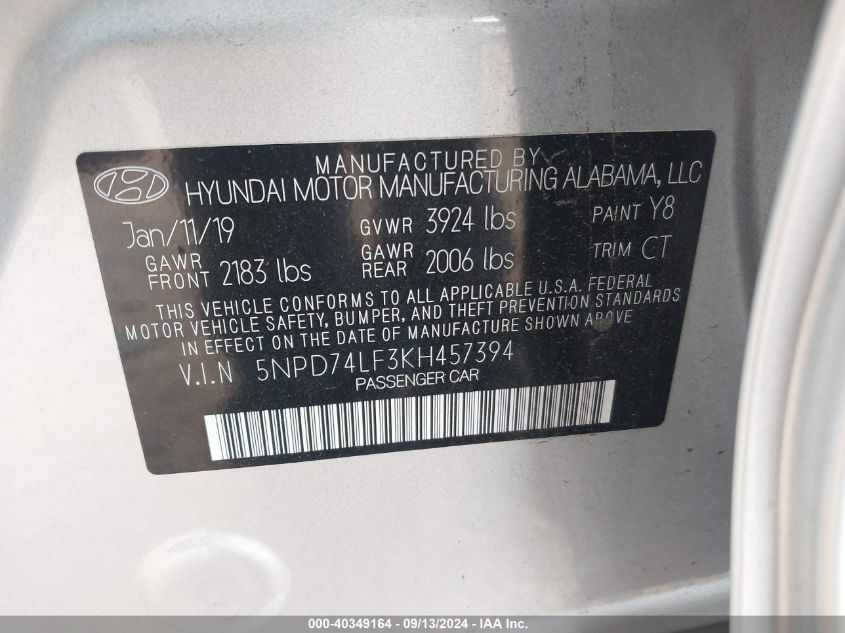 MANUFACTURED BY
HYUNDAI MOTOR MANUFACTURING ALABAMA, LLC
Jan/11/19 GVWR 3924 lbs PAINT Y8
GAWR FRONT 2183 lbs GAWR REAR 2006 lbs TRIM CT
THIS VEHICLE CONFORMS TO ALL APPLICABLE U.S.A. FEDERAL
MOTOR VEHICLE SAFETY, BUMPER, AND THEFT PREVENTION STANDARDS
IN EFFECT ON THE DATE OF MANUFACTURE SHOWN ABOVE
V.I.N 5NPD74LF3KH457394
PASSENGER CAR
000-40349164 - 09/13/2024 - IAA, Inc.